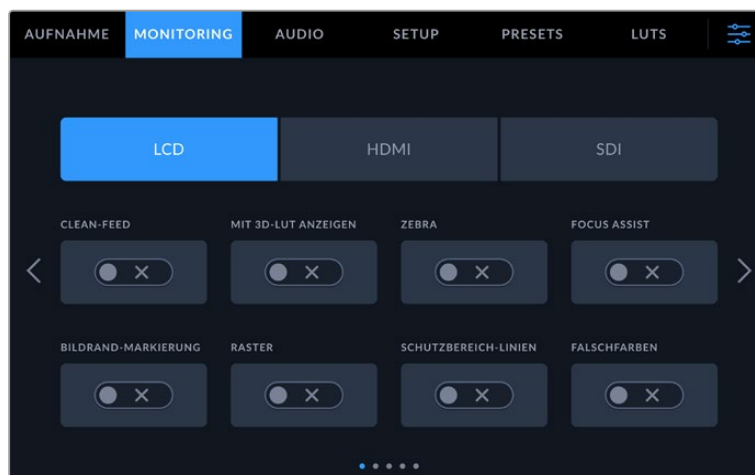 AUFNAHME MONITORING AUDIO SETUP PRESETS LUTS
LCD HDMI SDI
CLEAN-FEED MIT 3D-LUT ANZEIGEN ZEBRA FOCUS ASSIST
BILDRAND-MARKIERUNG RASTER SCHUTZBEREICH-LINIEN FALSCHFARBEN